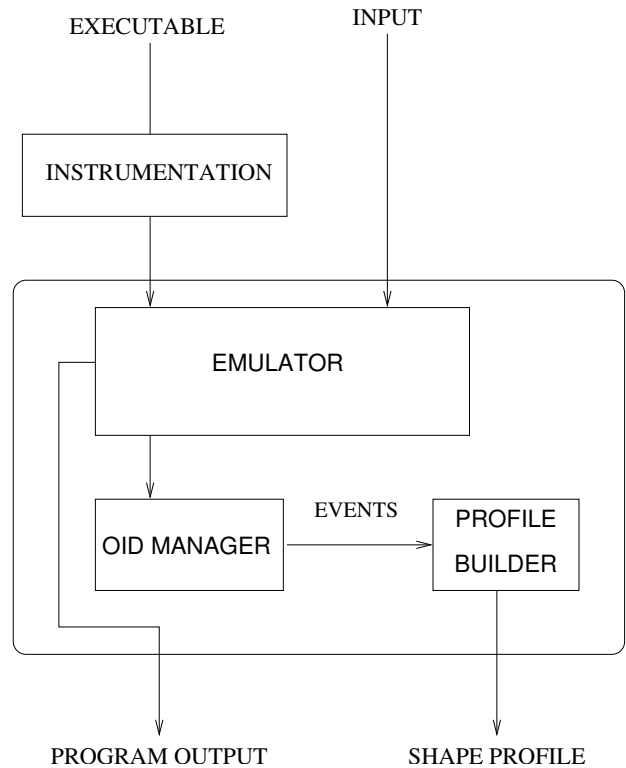 EXECUTABLE
INPUT
INSTRUMENTATION
EMULATOR
OID MANAGER
EVENTS
PROFILE
BUILDER
PROGRAM OUTPUT
SHAPE PROFILE